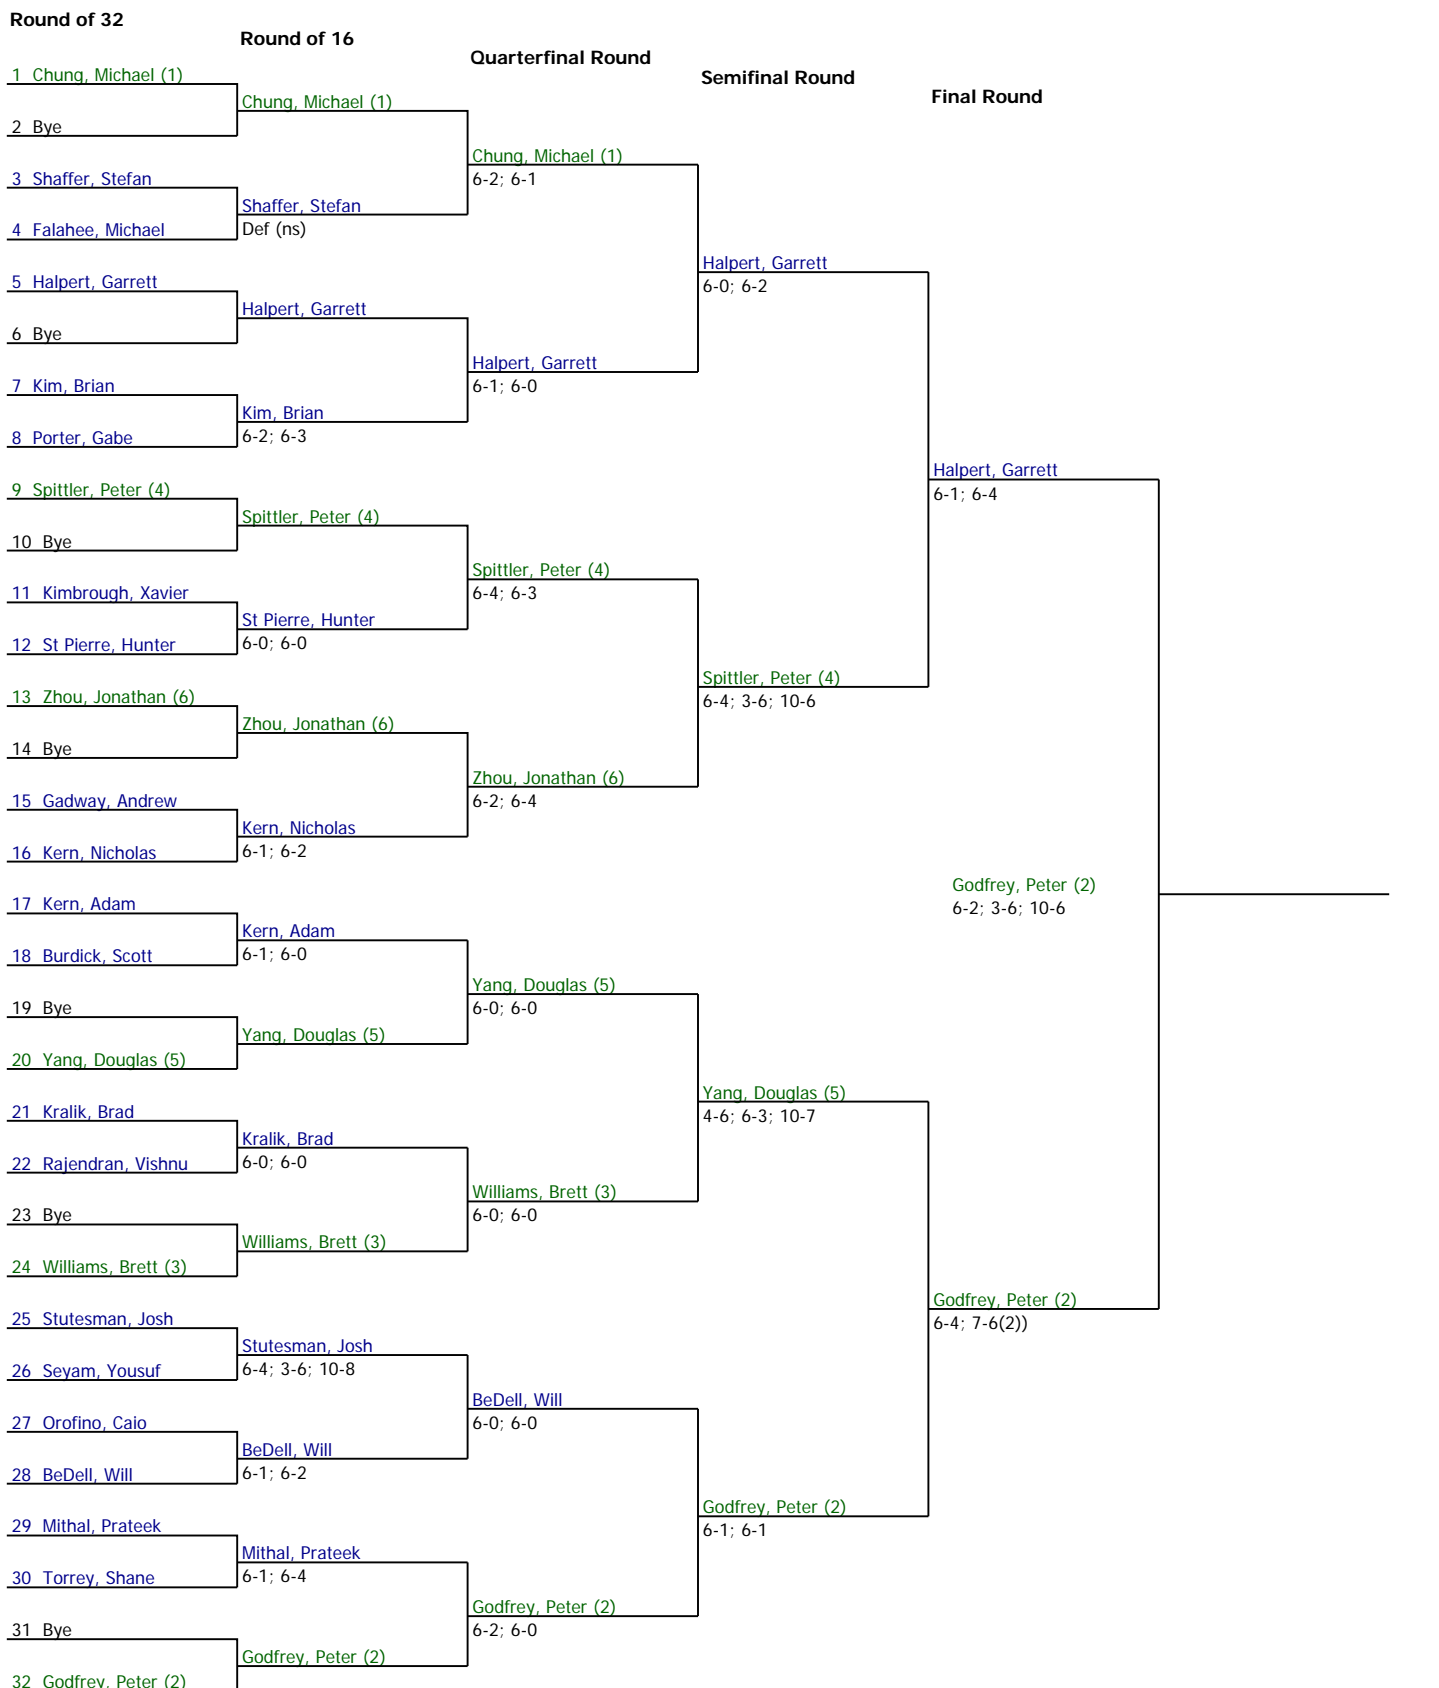 Round of 32
Round of 16
Quarterfinal Round
Semifinal Round
Final Round
1 Chung, Michael (1)
2 Bye
3 Shaffer, Stefan
4 Falahee, Michael
5 Halpert, Garrett
6 Bye
7 Kim, Brian
8 Porter, Gabe
9 Spittler, Peter (4)
10 Bye
11 Kimbrough, Xavier
12 St Pierre, Hunter
13 Zhou, Jonathan (6)
14 Bye
15 Gadway, Andrew
16 Kern, Nicholas
17 Kern, Adam
18 Burdick, Scott
19 Bye
20 Yang, Douglas (5)
21 Kralik, Brad
22 Rajendran, Vishnu
23 Bye
24 Williams, Brett (3)
25 Stutesman, Josh
26 Seyam, Yousuf
27 Orofino, Caio
28 BeDell, Will
29 Mithal, Prateek
30 Torrey, Shane
31 Bye
32 Godfrey, Peter (2)
Chung, Michael (1)
Shaffer, Stefan
Def (ns)
Halpert, Garrett
Kim, Brian
6-2; 6-3
Spittler, Peter (4)
St Pierre, Hunter
6-0; 6-0
Zhou, Jonathan (6)
Kern, Nicholas
6-1; 6-2
Kern, Adam
6-1; 6-0
Yang, Douglas (5)
Kralik, Brad
6-0; 6-0
Williams, Brett (3)
Stutesman, Josh
6-4; 3-6; 10-8
BeDell, Will
6-1; 6-2
Mithal, Prateek
6-1; 6-4
Godfrey, Peter (2)
Chung, Michael (1)
6-2; 6-1
Halpert, Garrett
6-1; 6-0
Spittler, Peter (4)
6-4; 6-3
Zhou, Jonathan (6)
6-2; 6-4
Yang, Douglas (5)
6-0; 6-0
Williams, Brett (3)
6-0; 6-0
BeDell, Will
6-0; 6-0
Godfrey, Peter (2)
6-2; 6-0
Halpert, Garrett
6-0; 6-2
Spittler, Peter (4)
6-4; 3-6; 10-6
Yang, Douglas (5)
4-6; 6-3; 10-7
Godfrey, Peter (2)
6-1; 6-1
Halpert, Garrett
6-1; 6-4
Godfrey, Peter (2)
6-4; 7-6(2))
Godfrey, Peter (2)
6-2; 3-6; 10-6